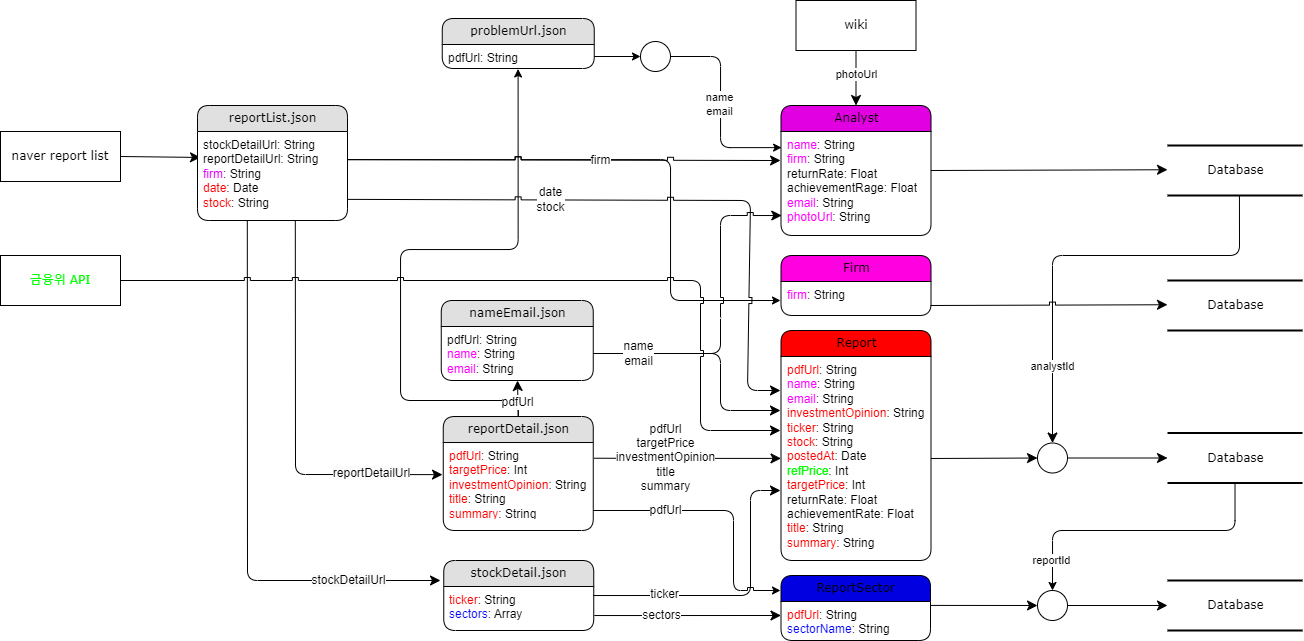 problemUrl.json
pdfUrl: String
wiki
photoUrl
name
email
reportList.json
stockDetailUrl: String
reportDetailUrl: String
firm: String
date: Date
stock: String
naver report list
firm
date
stock
Analyst
name: String
firm: String
returnRate: Float
achievementRage: Float
email: String
photoUrl: String
Database
금융위 API
Firm
firm: String
Database
nameEmail.json
pdfUrl: String
name: String
email: String
name
email
pdfUrl
Report
pdfUrl: String
name: String
email: String
investmentOpinion: String
ticker: String
stock: String
postedAt: Date
refPrice: Int
targetPrice: Int
returnRate: Float
achievementRate: Float
title: String
summary: String
analystId
Database
reportDetail.json
pdfUrl: String
targetPrice: Int
investmentOpinion: String
title: String
summary: String
reportDetailUrl
pdfUrl
targetPrice
investmentOpinion
title
summary
pdfUrl
stockDetail.json
ticker: String
sectors: Array
stockDetailUrl
ticker
sectors
ReportSector
pdfUrl: String
sectorName: String
reportId
Database